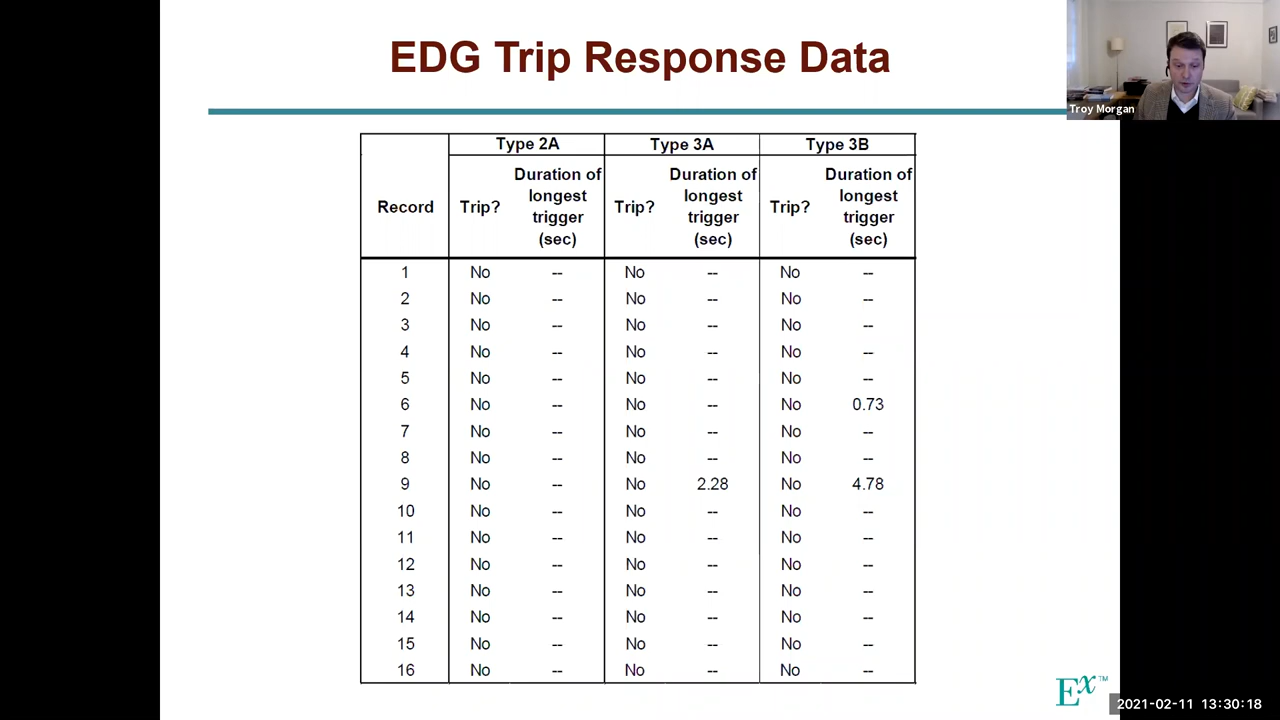 EDG Trip Response Data
Troy Morgan
Type 2A Type 3A Type 3B
Record Trip? Duration of longest trigger (sec) Trip? Duration of longest trigger (sec) Trip? Duration of longest trigger (sec)
1 No -- No -- No --
2 No -- No -- No --
3 No -- No -- No --
4 No -- No -- No --
5 No -- No -- No --
6 No -- No -- No 0.73
7 No -- No -- No --
8 No -- No -- No --
9 No -- No 2.28 No 4.78
10 No -- No -- No --
11 No -- No -- No --
12 No -- No -- No --
13 No -- No -- No --
14 No -- No -- No --
15 No -- No -- No --
16 No -- No -- No --
Ex™
2021-02-11 13:30:18